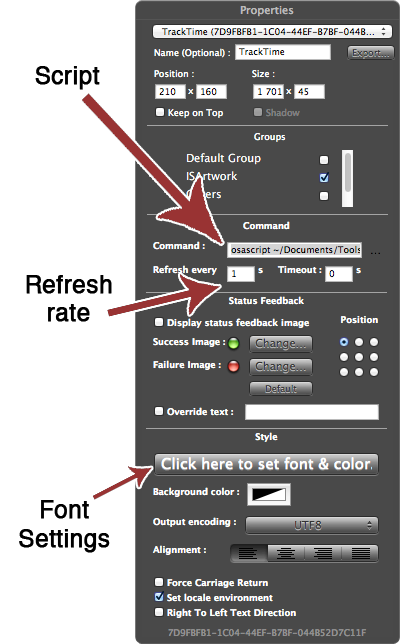 Properties
TrackTime (7D9FBFB1-1C04-44EF-B7BF-044B...
Name (Optional) : TrackTime Export...
Position : Size :
210 x 160 1 701 x 45
Keep on Top Shadow
Script
Groups
Default Group
ISArtwork
Command
Command : osascript ~/Documents/Tools ...
Refresh every 1 s Timeout : 0 s
Refresh
rate
Status Feedback
Display status feedback image Position
Success Image : Change...
Failure Image : Change...
Default
Override text :
Style
Click here to set font & color.
Background color :
Font
Settings
Output encoding : UTF8
Alignment :
Force Carriage Return
Set locale environment
Right To Left Text Direction
7D9FBFB1-1C04-44EF-B7BF-044B52D7C11F